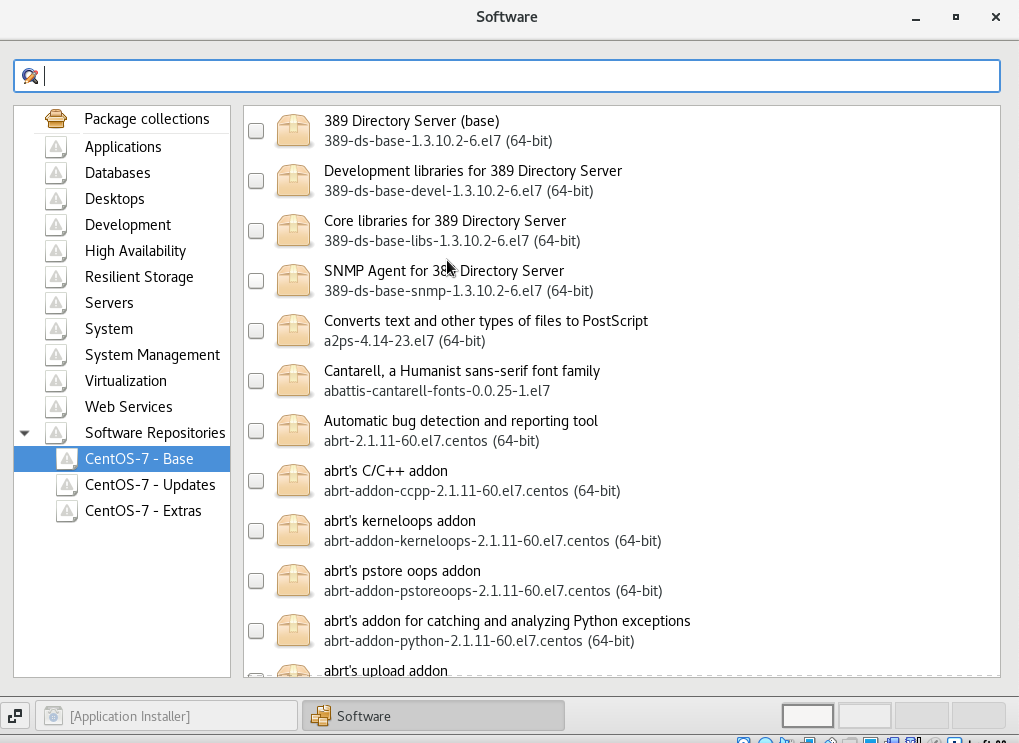 Software
Package collections
Applications
Databases
Desktops
Development
High Availability
Resilient Storage
Servers
System
System Management
Virtualization
Web Services
Software Repositories
CentOS-7 - Base
CentOS-7 - Updates
CentOS-7 - Extras
389 Directory Server (base)
389-ds-base-1.3.10.2-6.el7 (64-bit)
Development libraries for 389 Directory Server
389-ds-base-devel-1.3.10.2-6.el7 (64-bit)
Core libraries for 389 Directory Server
389-ds-base-libs-1.3.10.2-6.el7 (64-bit)
SNMP Agent for 389 Directory Server
389-ds-base-snmp-1.3.10.2-6.el7 (64-bit)
Converts text and other types of files to PostScript
a2ps-4.14-23.el7 (64-bit)
Cantarell, a Humanist sans-serif font family
abattis-cantarell-fonts-0.0.25-1.el7
Automatic bug detection and reporting tool
abrt-2.1.11-60.el7.centos (64-bit)
abrt's C/C++ addon
abrt-addon-ccpp-2.1.11-60.el7.centos (64-bit)
abrt's kerneloops addon
abrt-addon-kerneloops-2.1.11-60.el7.centos (64-bit)
abrt's pstore oops addon
abrt-addon-pstoreoops-2.1.11-60.el7.centos (64-bit)
abrt's addon for catching and analyzing Python exceptions
abrt-addon-python-2.1.11-60.el7.centos (64-bit)
abrt's upload addon
[Application Installer]
Software